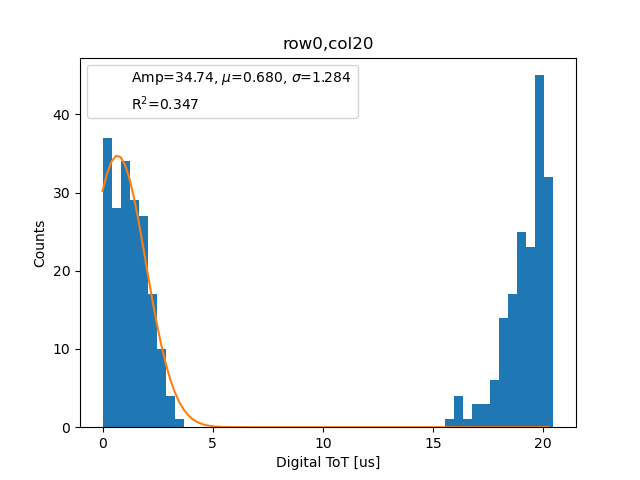 row0,col20
Amp=34.74, μ=0.680, σ=1.284
R²=0.347
Counts
40
30
20
10
0
0 5 10 15 20
Digital ToT [us]